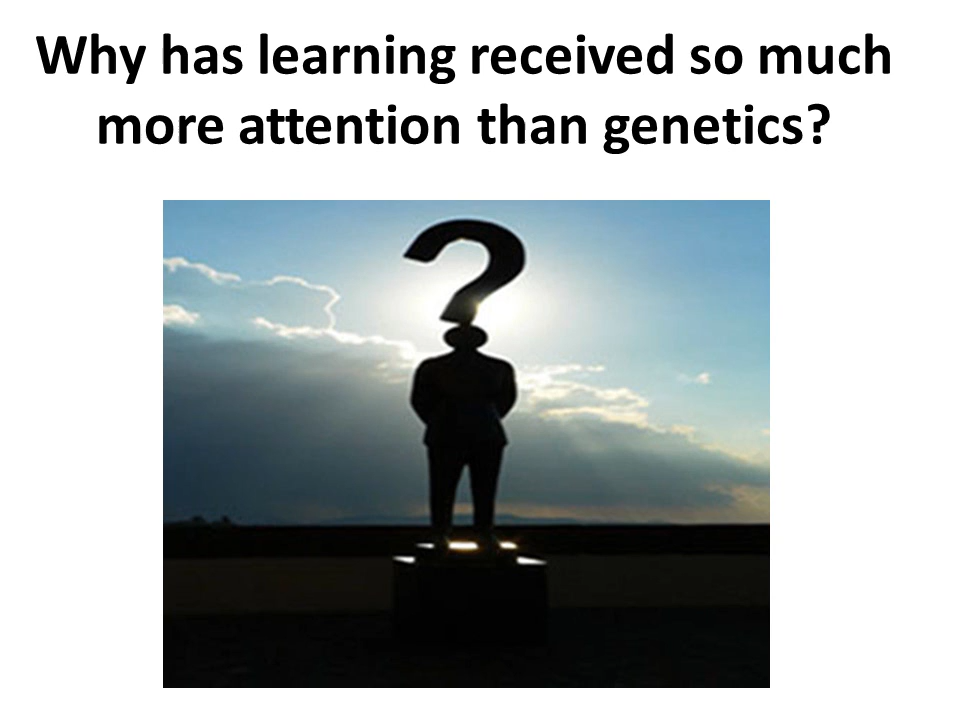 Why has learning received so much
more attention than genetics?